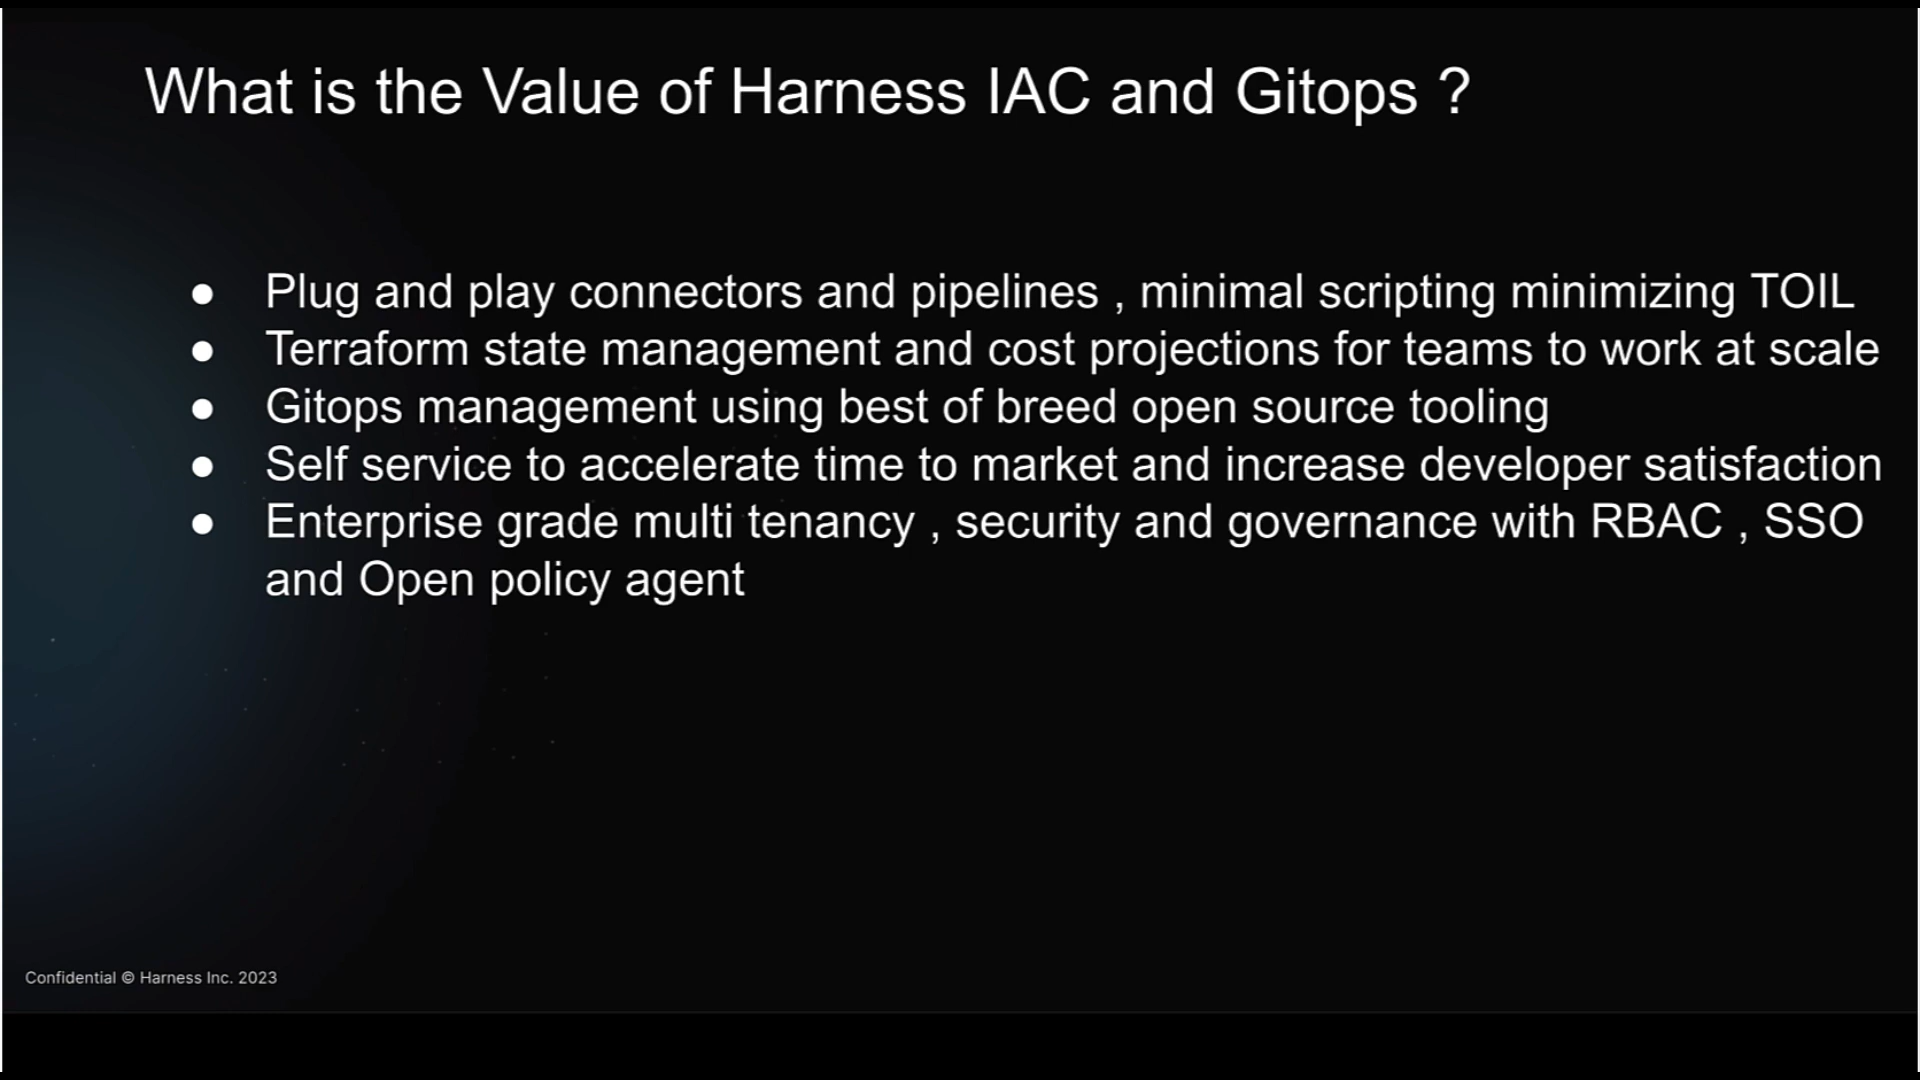 What is the Value of Harness IAC and Gitops ?
● Plug and play connectors and pipelines , minimal scripting minimizing TOIL
● Terraform state management and cost projections for teams to work at scale
● Gitops management using best of breed open source tooling
● Self service to accelerate time to market and increase developer satisfaction
● Enterprise grade multi tenancy , security and governance with RBAC , SSO
and Open policy agent
Confidential © Harness Inc. 2023